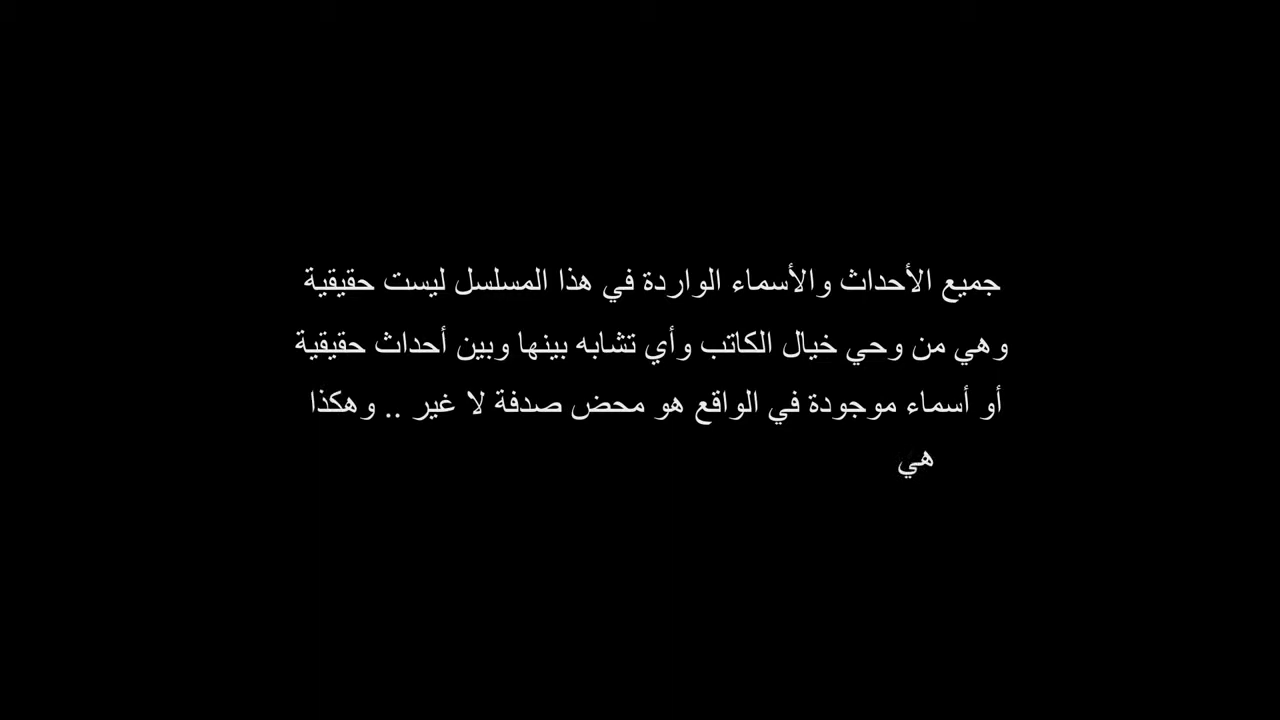 جميع الأحداث والأسماء الواردة في هذا المسلسل ليست حقيقية
وهي من وحي خيال الكاتب وأي تشابه بينها وبين أحداث حقيقية
أو أسماء موجودة في الواقع هو محض صدفة لا غير .. وهكذا
هي